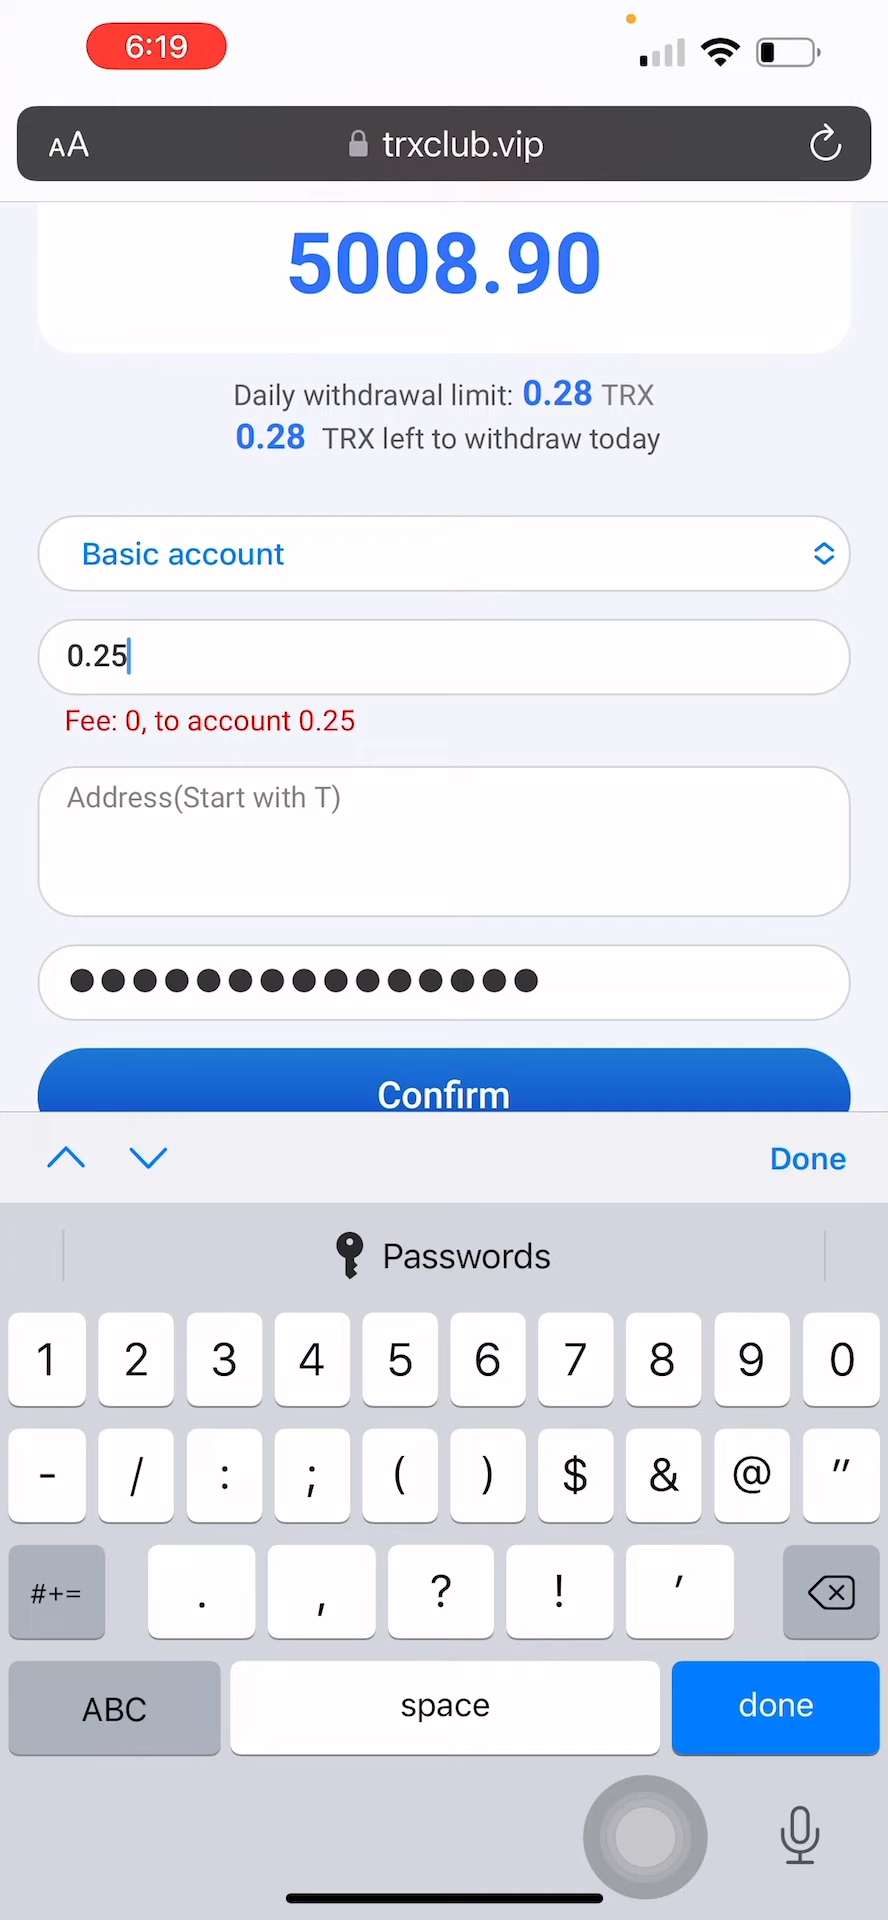 6:19
AA trxclub.vip
5008.90
Daily withdrawal limit: 0.28 TRX
0.28 TRX left to withdraw today
Basic account
0.25
Fee: 0, to account 0.25
Address(Start with T)
Confirm
Done
Passwords
1 2 3 4 5 6 7 8 9 0
- / : ; ( ) $ & @ "
#+= . , ? ! '
ABC space done